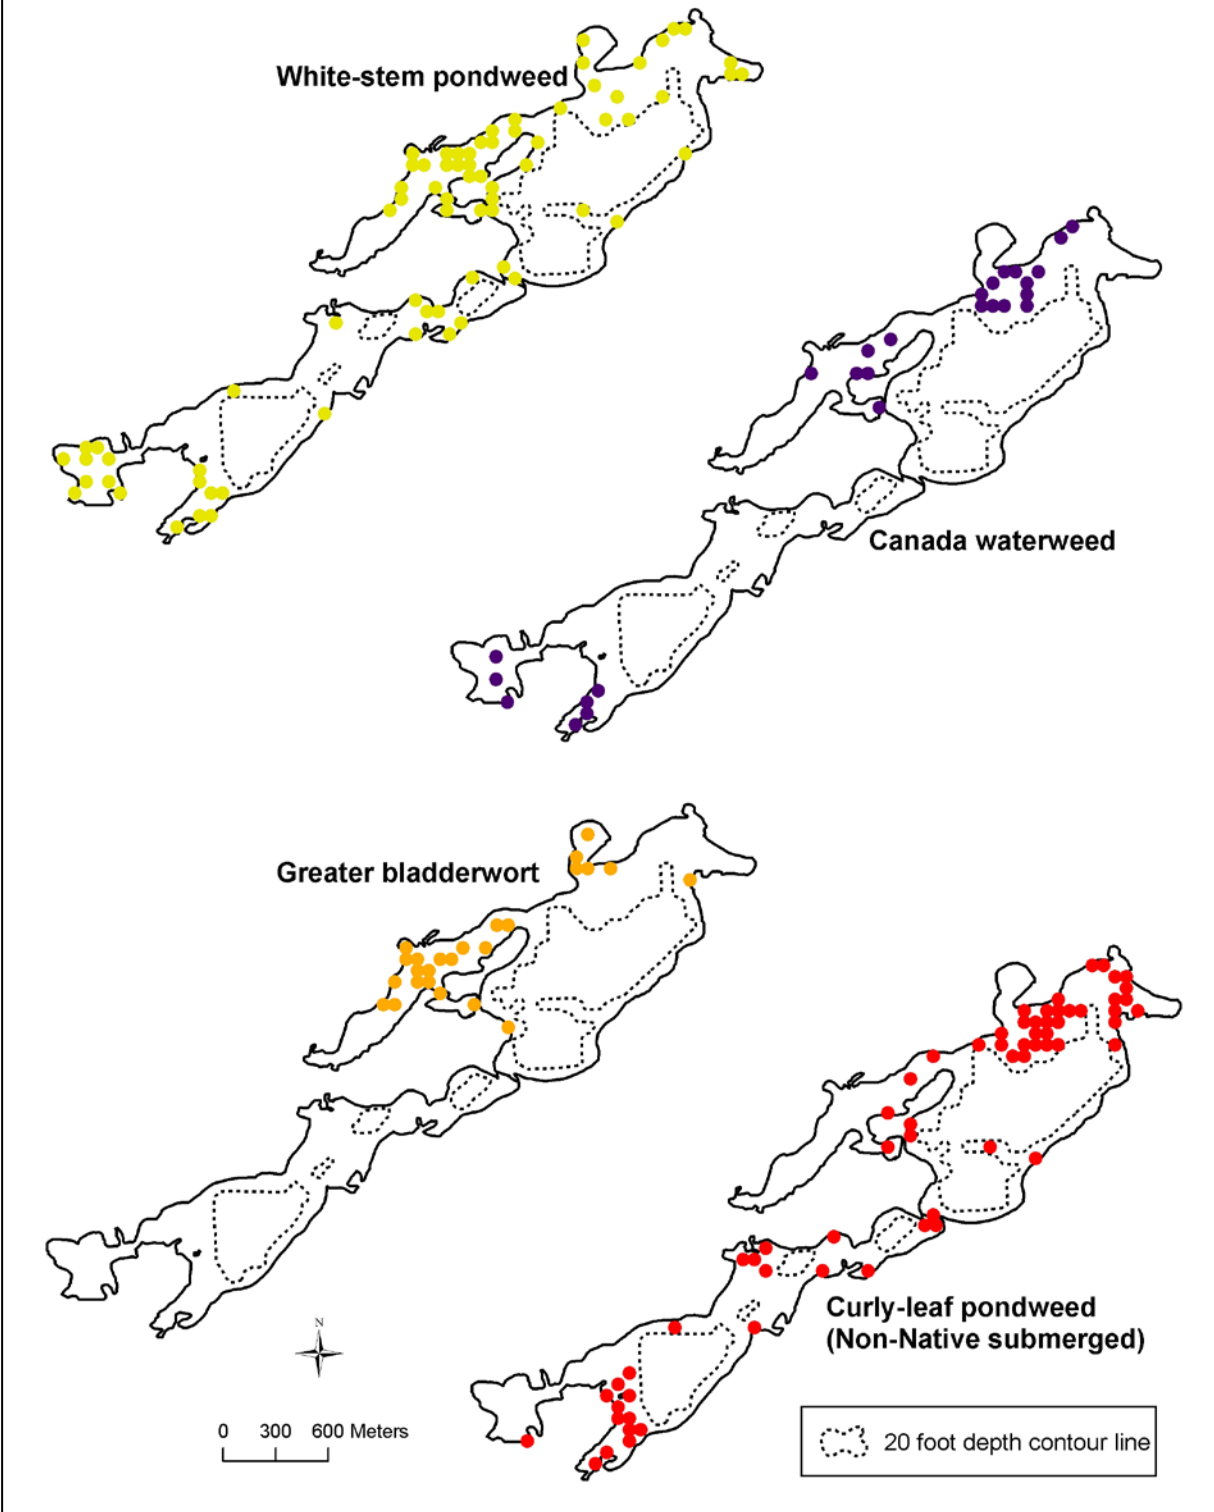 White-stem pondweed
Canada waterweed
Greater bladderwort
Curly-leaf pondweed
(Non-Native submerged)
N
0 300 600 Meters
20 foot depth contour line